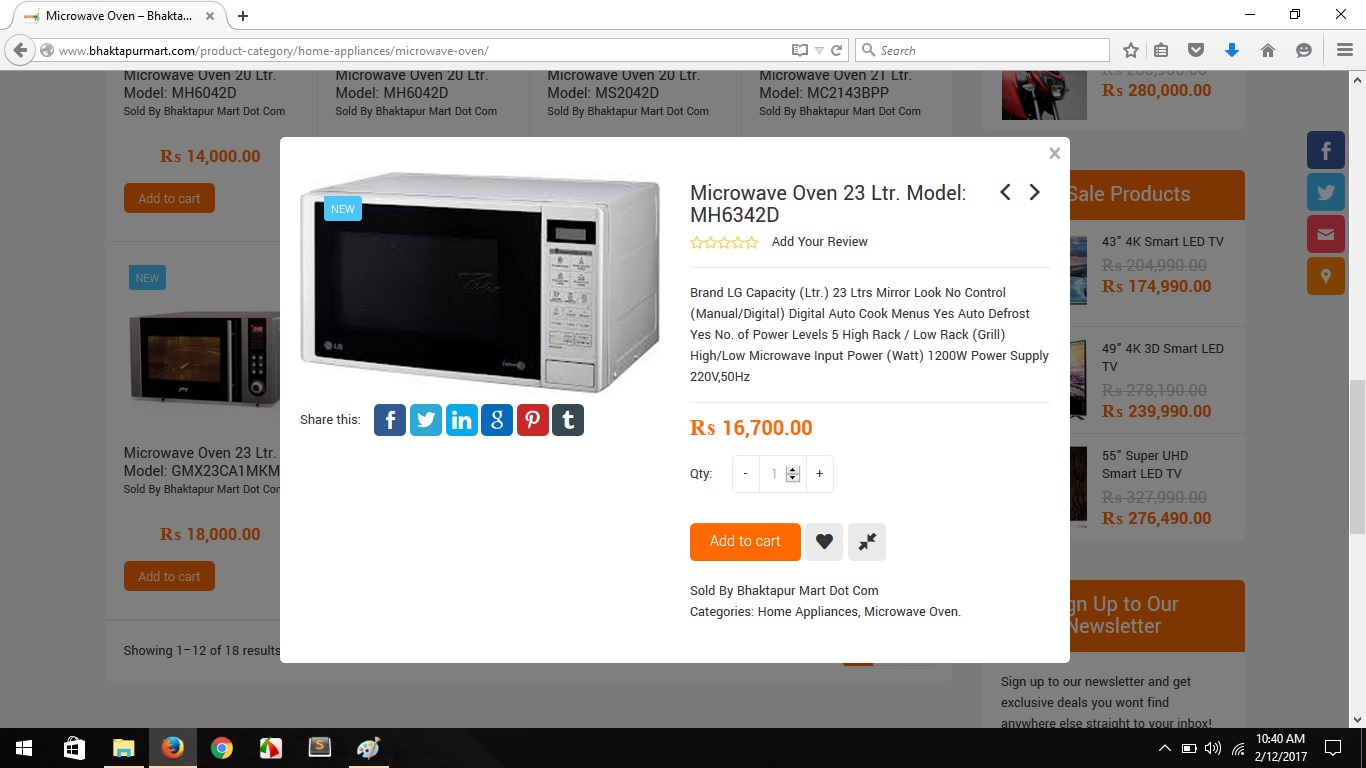 Microwave Oven – Bhakta...
www.bhaktapurmart.com/product-category/home-appliances/microwave-oven/
Search
Microwave Oven 20 Ltr.
Model: MH6042D
Sold By Bhaktapur Mart Dot Com
Rs 14,000.00
Add to cart
Microwave Oven 20 Ltr.
Model: MH6042D
Sold By Bhaktapur Mart Dot Com
Microwave Oven 20 Ltr.
Model: MS2042D
Sold By Bhaktapur Mart Dot Com
Microwave Oven 21 Ltr.
Model: MC2143BPP
Sold By Bhaktapur Mart Dot Com
NEW
Microwave Oven 23 Ltr.
Model: GMX23CA1MKM
Sold By Bhaktapur Mart Dot Com
Rs 18,000.00
Add to cart
Showing 1–12 of 18 results
NEW
LG
Share this:
Microwave Oven 23 Ltr. Model:
MH6342D
Add Your Review
Brand LG Capacity (Ltr.) 23 Ltrs Mirror Look No Control
(Manual/Digital) Digital Auto Cook Menus Yes Auto Defrost
Yes No. of Power Levels 5 High Rack / Low Rack (Grill)
High/Low Microwave Input Power (Watt) 1200W Power Supply
220V,50Hz
Rs 16,700.00
Qty:
- 1 +
Add to cart
Sold By Bhaktapur Mart Dot Com
Categories: Home Appliances, Microwave Oven.
Rs 280,000.00
Sale Products
43" 4K Smart LED TV
Rs 204,990.00
Rs 174,990.00
49" 4K 3D Smart LED
TV
Rs 278,190.00
Rs 239,990.00
55" Super UHD
Smart LED TV
Rs 327,990.00
Rs 276,490.00
gn Up to Our
Newsletter
Sign up to our newsletter and get
exclusive deals you wont find
anywhere else straight to your inbox!
10:40 AM
2/12/2017